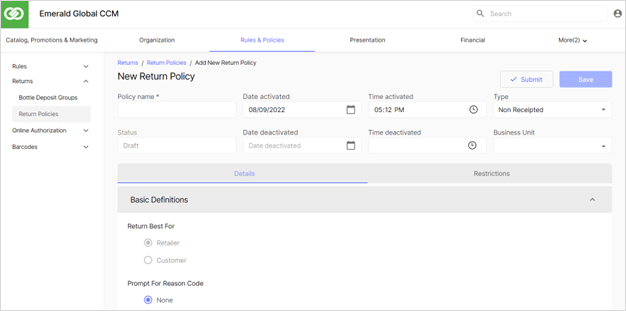 Emerald Global CCM
Search
Catalog, Promotions & Marketing Organization Rules & Policies Presentation Financial More(2)
Rules
Returns
Bottle Deposit Groups
Return Policies
Online Authorization
Barcodes
Returns / Return Policies / Add New Return Policy
New Return Policy
Submit Save
Policy name * Date activated Time activated Type
08/09/2022 05:12 PM Non Receipted
Status Date deactivated Time deactivated Business Unit
Draft Date deactivated
Details Restrictions
Basic Definitions
Return Best For
Retailer
Customer
Prompt For Reason Code
None